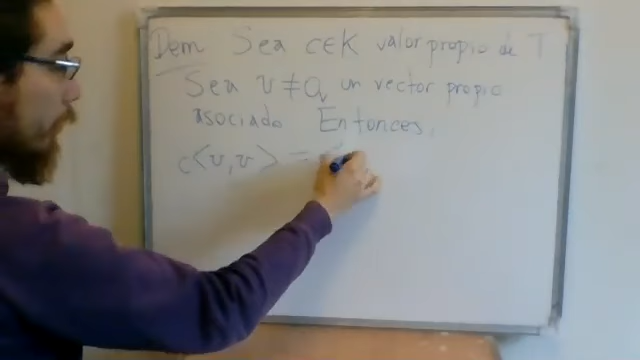 Dem Sea c∈K valor propio de T
Sea v ≠ 0ᵥ un vector propio
asociado Entonces,
c<v,v> =